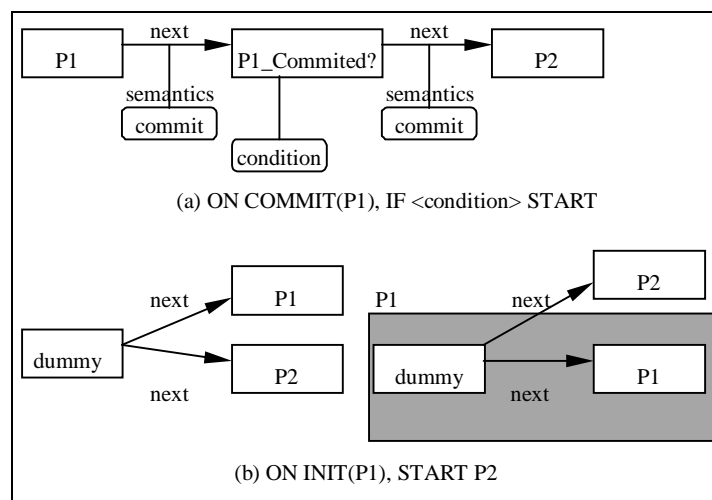 next
next
P1
P1_Commited?
P2
semantics
semantics
commit
commit
condition
(a) ON COMMIT(P1), IF <condition> START
next
P1
P1
next
P2
dummy
P2
dummy
P1
next
next
(b) ON INIT(P1), START P2